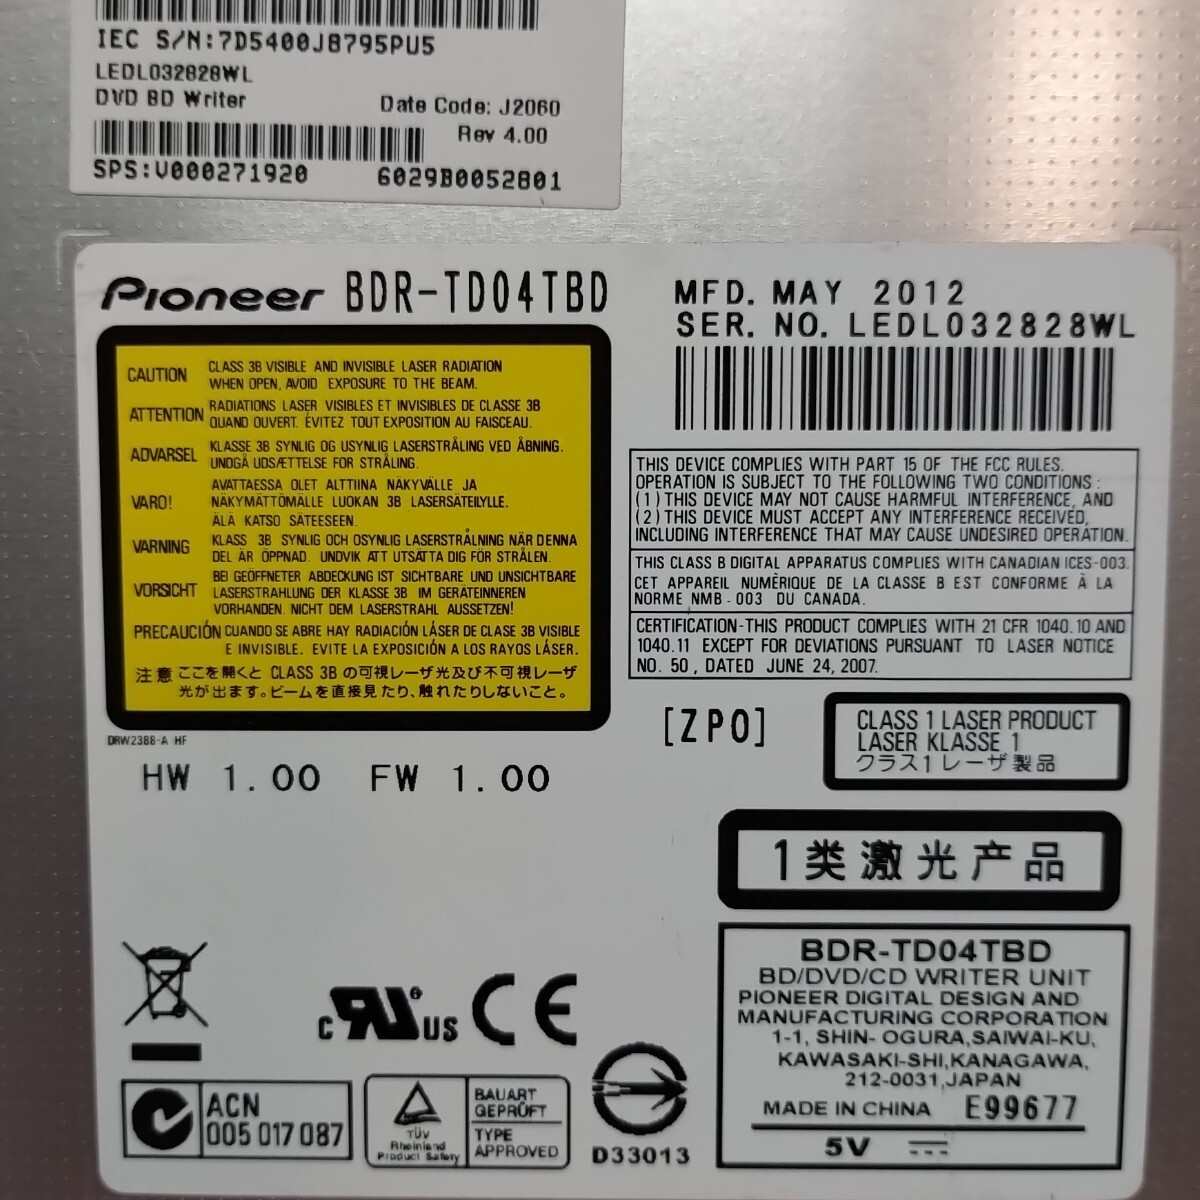 IEC S/N:7D5400J8795PU5
LEDL032828WL
DVD BD Writer
Date Code: J2060
Rev 4.00
SPS:V000271920
6029B0052801
Pioneer BDR-TD04TBD
MFD. MAY 2012
SER. NO. LEDL032828WL
CAUTION CLASS 3B VISIBLE AND INVISIBLE LASER RADIATION
WHEN OPEN, AVOID EXPOSURE TO THE BEAM.
ATTENTION RADIATIONS LASER VISIBLES ET INVISIBLES DE CLASSE 3B
QUAND OUVERT. ÉVITEZ TOUT EXPOSITION AU FAISCEAU.
ADVARSEL KLASSE 3B SYNLIG OG USYNLIG LASERSTRÅLING VED ÅBNING.
UNDGÅ UDSÆTTELSE FOR STRÅLING.
VARO! AVATTAESSA OLET ALTTIINA NÄKYVÄLLE JA
NÄKYMÄTTÖMÄLLE LUOKAN 3B LASERSÄTEILYLLE.
ÄLÄ KATSO SÄTEESEEN.
VARNING KLASS 3B SYNLIG OCH OSYNLIG LASERSTRÅLNING NÄR DENNA
DEL ÄR ÖPPNAD. UNDVIK ATT UTSÄTTA DIG FÖR STRÅLEN.
VORSICHT BEI GEÖFFNETER ABDECKUNG IST SICHTBARE UND UNSICHTBARE
LASERSTRAHLUNG DER KLASSE 3B IM GERÄTEINNEREN
VORHANDEN. NICHT DEM LASERSTRAHL AUSSETZEN!
PRECAUCIÓN CUANDO SE ABRE HAY RADIACIÓN LÁSER DE CLASE 3B VISIBLE
E INVISIBLE. EVITE LA EXPOSICIÓN A LOS RAYOS LÁSER.
注意 ここを開くと CLASS 3B の可視レーザ光及び不可視レーザ
光が出ます。ビームを直接見たり、触れたりしないこと。
DRW2388-A HF
HW 1.00 FW 1.00
THIS DEVICE COMPLIES WITH PART 15 OF THE FCC RULES.
OPERATION IS SUBJECT TO THE FOLLOWING TWO CONDITIONS :
(1) THIS DEVICE MAY NOT CAUSE HARMFUL INTERFERENCE, AND
(2) THIS DEVICE MUST ACCEPT ANY INTERFERENCE RECEIVED,
INCLUDING INTERFERENCE THAT MAY CAUSE UNDESIRED OPERATION.
THIS CLASS B DIGITAL APPARATUS COMPLIES WITH CANADIAN ICES-003.
CET APPAREIL NUMÉRIQUE DE LA CLASSE B EST CONFORME À LA
NORME NMB-003 DU CANADA.
CERTIFICATION-THIS PRODUCT COMPLIES WITH 21 CFR 1040.10 AND
1040.11 EXCEPT FOR DEVIATIONS PURSUANT TO LASER NOTICE
NO. 50, DATED JUNE 24, 2007.
[ZP0]
CLASS 1 LASER PRODUCT
LASER KLASSE 1
クラス1 レーザ製品
1类激光产品
c RU US CE
ACN
005 017 087
TÜV
Rheinland
Product Safety
BAUART
GEPRÜFT
TYPE
APPROVED
D33013
BDR-TD04TBD
BD/DVD/CD WRITER UNIT
PIONEER DIGITAL DESIGN AND
MANUFACTURING CORPORATION
1-1, SHIN- OGURA,SAIWAI-KU,
KAWASAKI-SHI,KANAGAWA,
212-0031,JAPAN
MADE IN CHINA E99677
5V